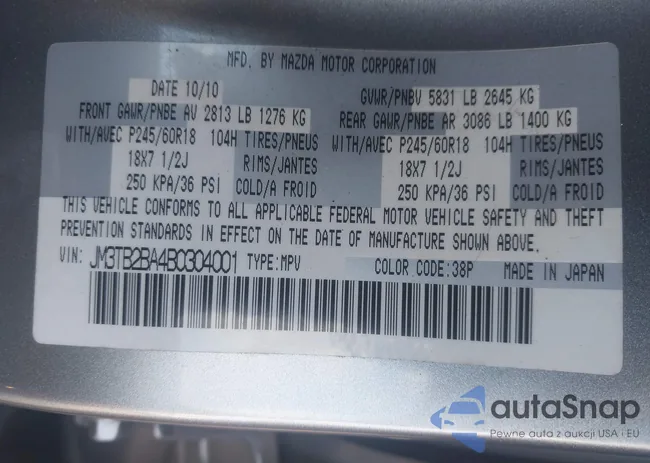 MFD. BY MAZDA MOTOR CORPORATION
DATE 10/10 GVWR/PNBV 5831 LB 2645 KG
FRONT GAWR/PNBE AV 2813 LB 1276 KG REAR GAWR/PNBE AR 3086 LB 1400 KG
WITH/AVEC P245/60R18 104H TIRES/PNEUS WITH/AVEC P245/60R18 104H TIRES/PNEUS
18X7 1/2J RIMS/JANTES 18X7 1/2J RIMS/JANTES
250 KPA/36 PSI COLD/A FROID 250 KPA/36 PSI COLD/A FROID
THIS VEHICLE CONFORMS TO ALL APPLICABLE FEDERAL MOTOR VEHICLE SAFETY AND THEFT
PREVENTION STANDARDS IN EFFECT ON THE DATE OF MANUFACTURE SHOWN ABOVE.
VIN: JM3TB2BA4B0304001 TYPE:MPV COLOR CODE:38P MADE IN JAPAN
autaSnap
Pewne auta z aukcji USA i EU